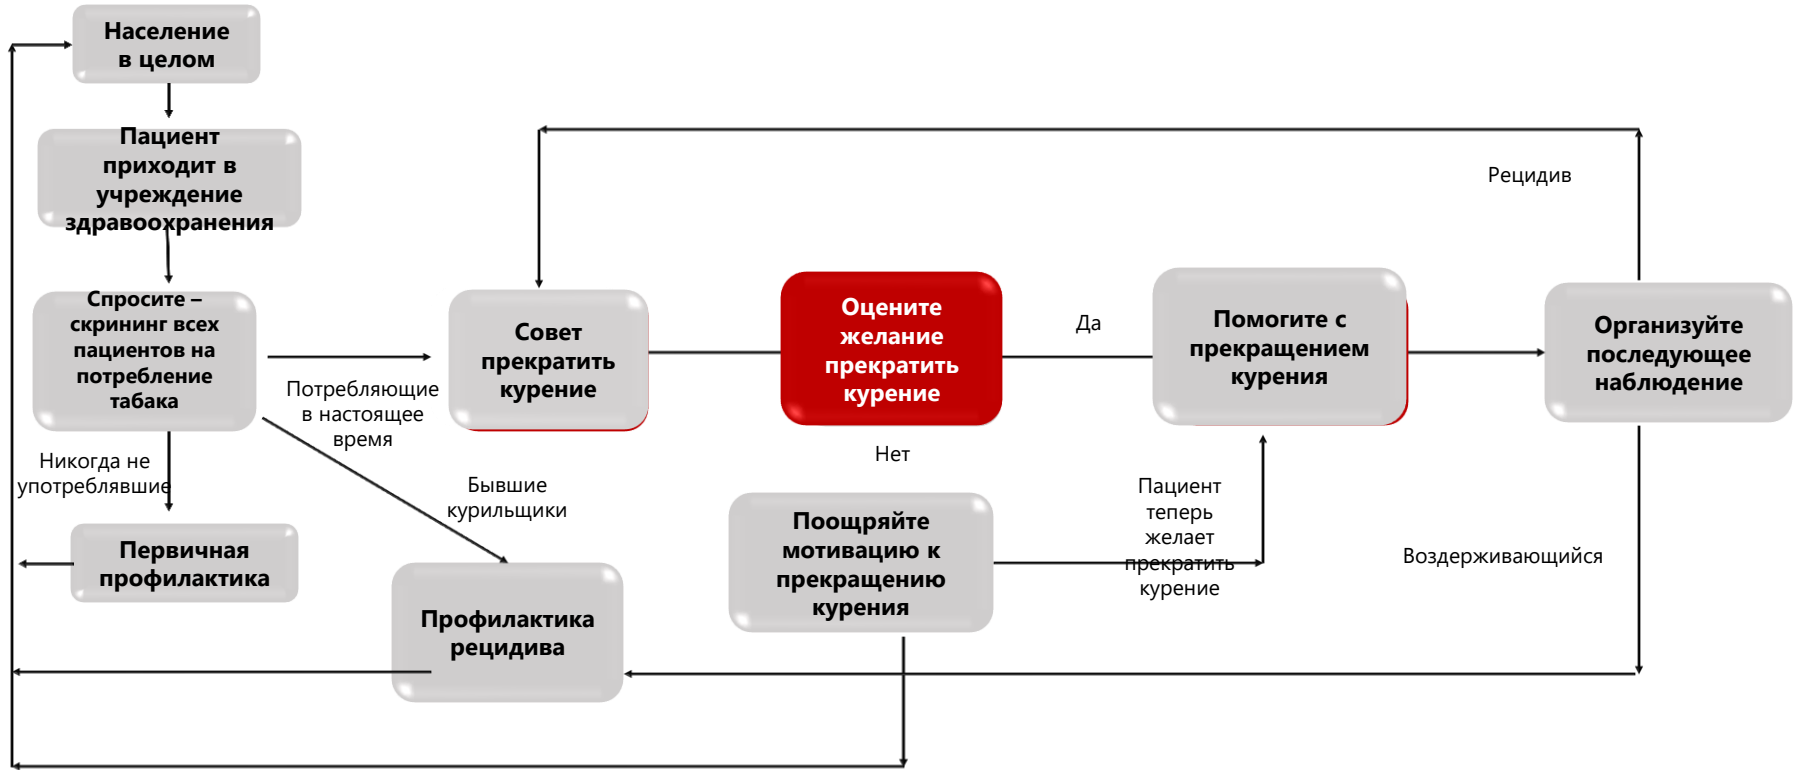 Население
в целом
Пациент
приходит в
учреждение
здравоохранения
Спросите –
скрининг всех
пациентов на
потребление
табака
Потребляющие
в настоящее
время
Никогда не
употреблявшие
Бывшие
курильщики
Первичная
профилактика
Профилактика
рецидива
Совет
прекратить
курение
Оцените
желание
прекратить
курение
Да
Нет
Поощряйте
мотивацию к
прекращению
курения
Пациент
теперь
желает
прекратить
курение
Помогите с
прекращением
курения
Рецидив
Организуйте
последующее
наблюдение
Воздерживающийся